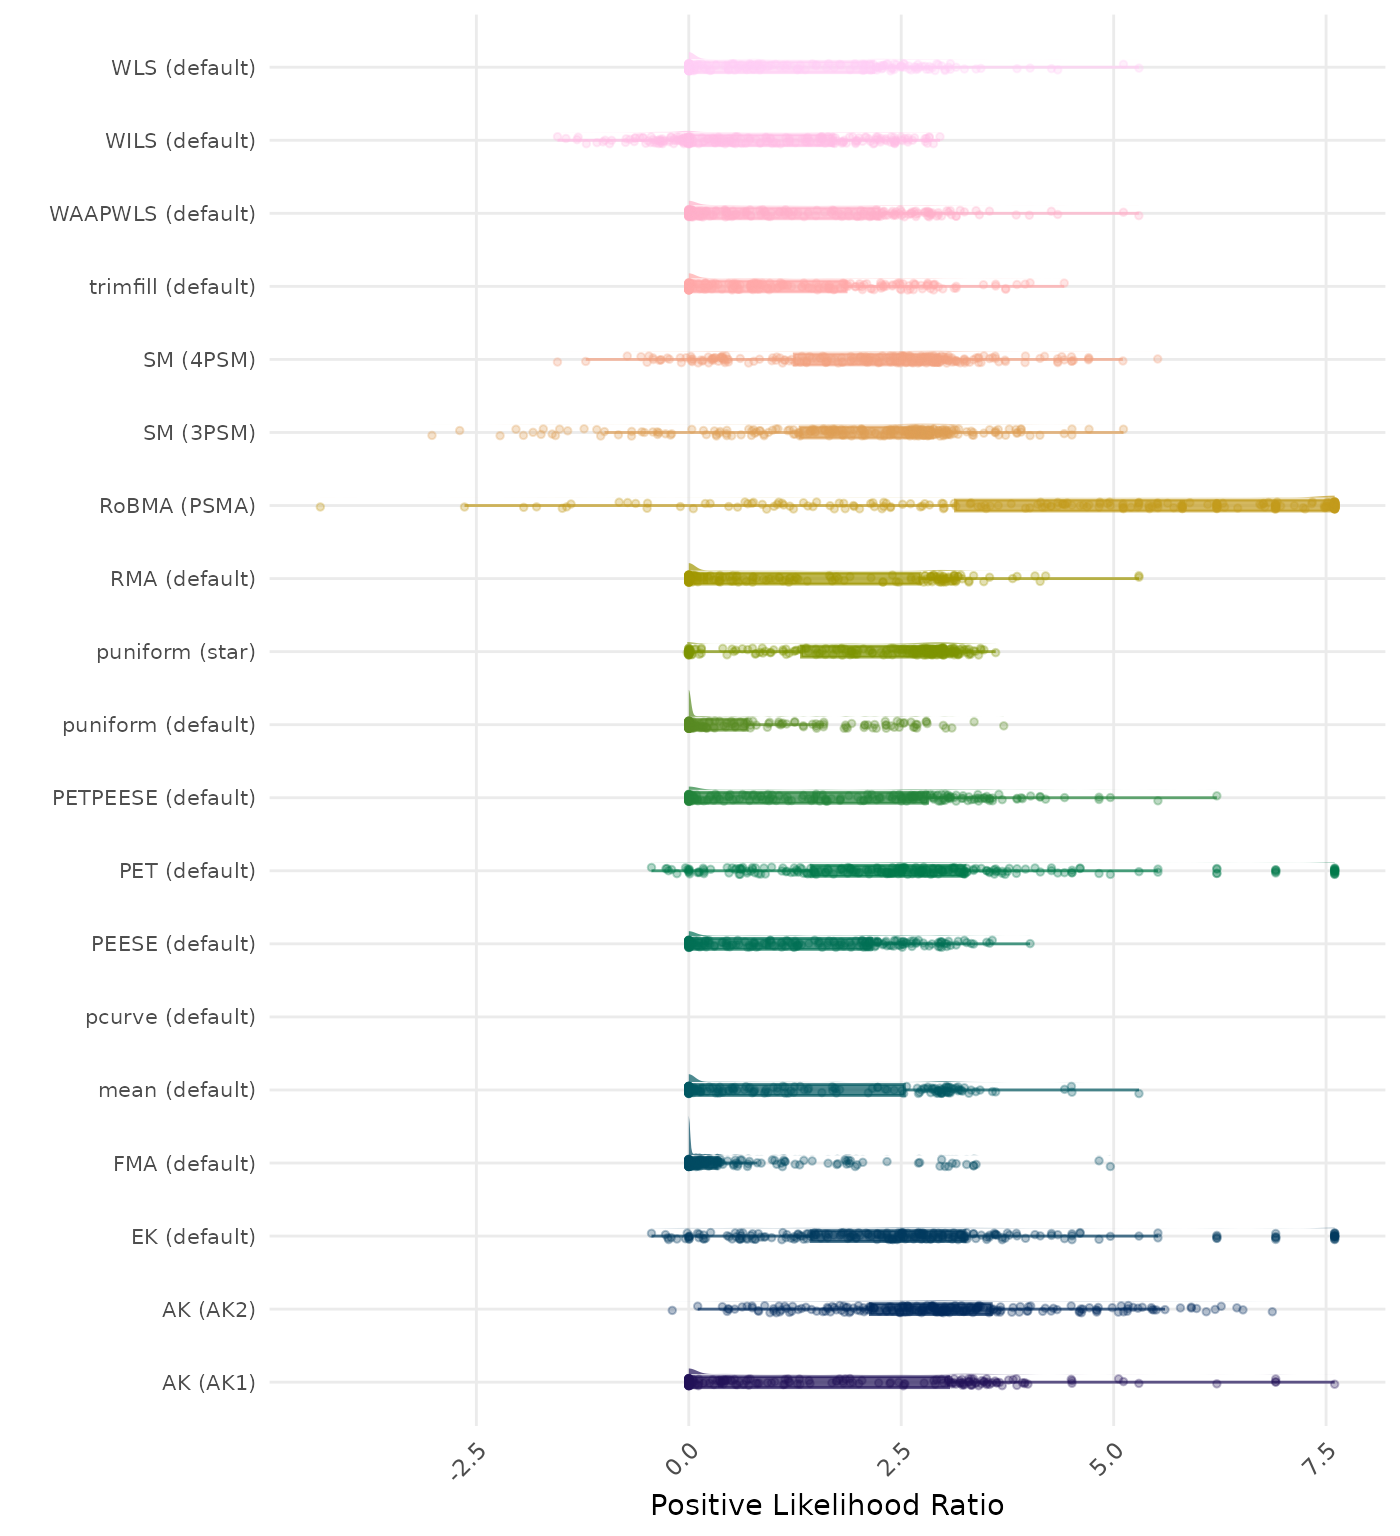 WLS (default)
WILS (default)
WAAPWLS (default)
trimfill (default)
SM (4PSM)
SM (3PSM)
RoBMA (PSMA)
RMA (default)
puniform (star)
puniform (default)
PETPEESE (default)
PET (default)
PEESE (default)
pcurve (default)
mean (default)
FMA (default)
EK (default)
AK (AK2)
AK (AK1)
-2.5 0.0 2.5 5.0 7.5
Positive Likelihood Ratio